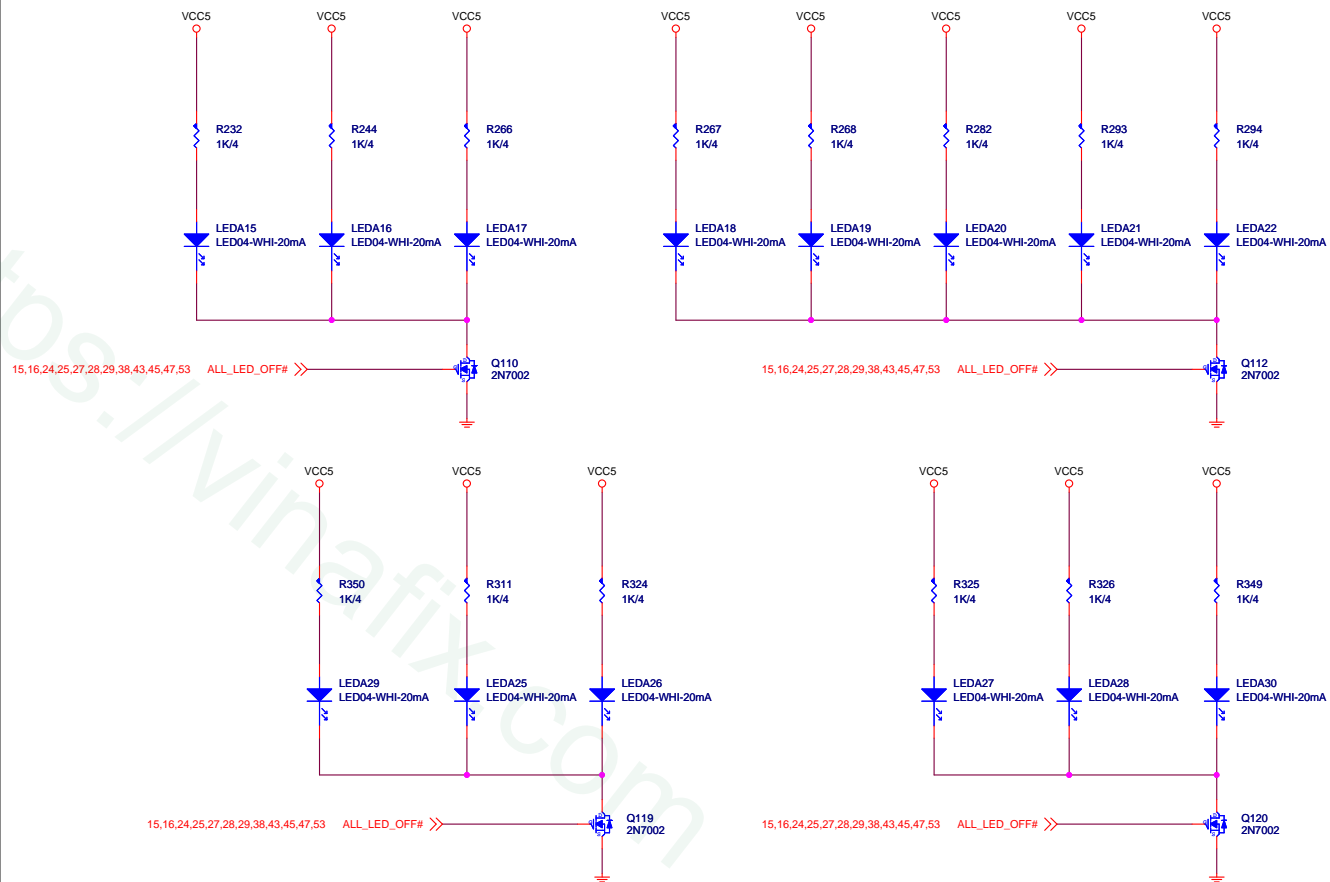 VCC5 VCC5 VCC5 VCC5 VCC5 VCC5 VCC5 VCC5
R232 R244 R266 R267 R268 R282 R293 R294
1K/4 1K/4 1K/4 1K/4 1K/4 1K/4 1K/4 1K/4
LEDA15 LEDA16 LEDA17 LEDA18 LEDA19 LEDA20 LEDA21 LEDA22
LED04-WHI-20mA LED04-WHI-20mA LED04-WHI-20mA LED04-WHI-20mA LED04-WHI-20mA LED04-WHI-20mA LED04-WHI-20mA LED04-WHI-20mA
15,16,24,25,27,28,29,38,43,45,47,53 ALL_LED_OFF# Q110 15,16,24,25,27,28,29,38,43,45,47,53 ALL_LED_OFF# Q112
2N7002 2N7002
VCC5 VCC5 VCC5 VCC5 VCC5 VCC5
R350 R311 R324 R325 R326 R349
1K/4 1K/4 1K/4 1K/4 1K/4 1K/4
LEDA29 LEDA25 LEDA26 LEDA27 LEDA28 LEDA30
LED04-WHI-20mA LED04-WHI-20mA LED04-WHI-20mA LED04-WHI-20mA LED04-WHI-20mA LED04-WHI-20mA
15,16,24,25,27,28,29,38,43,45,47,53 ALL_LED_OFF# Q119 15,16,24,25,27,28,29,38,43,45,47,53 ALL_LED_OFF# Q120
2N7002 2N7002
tps://vinafix.com